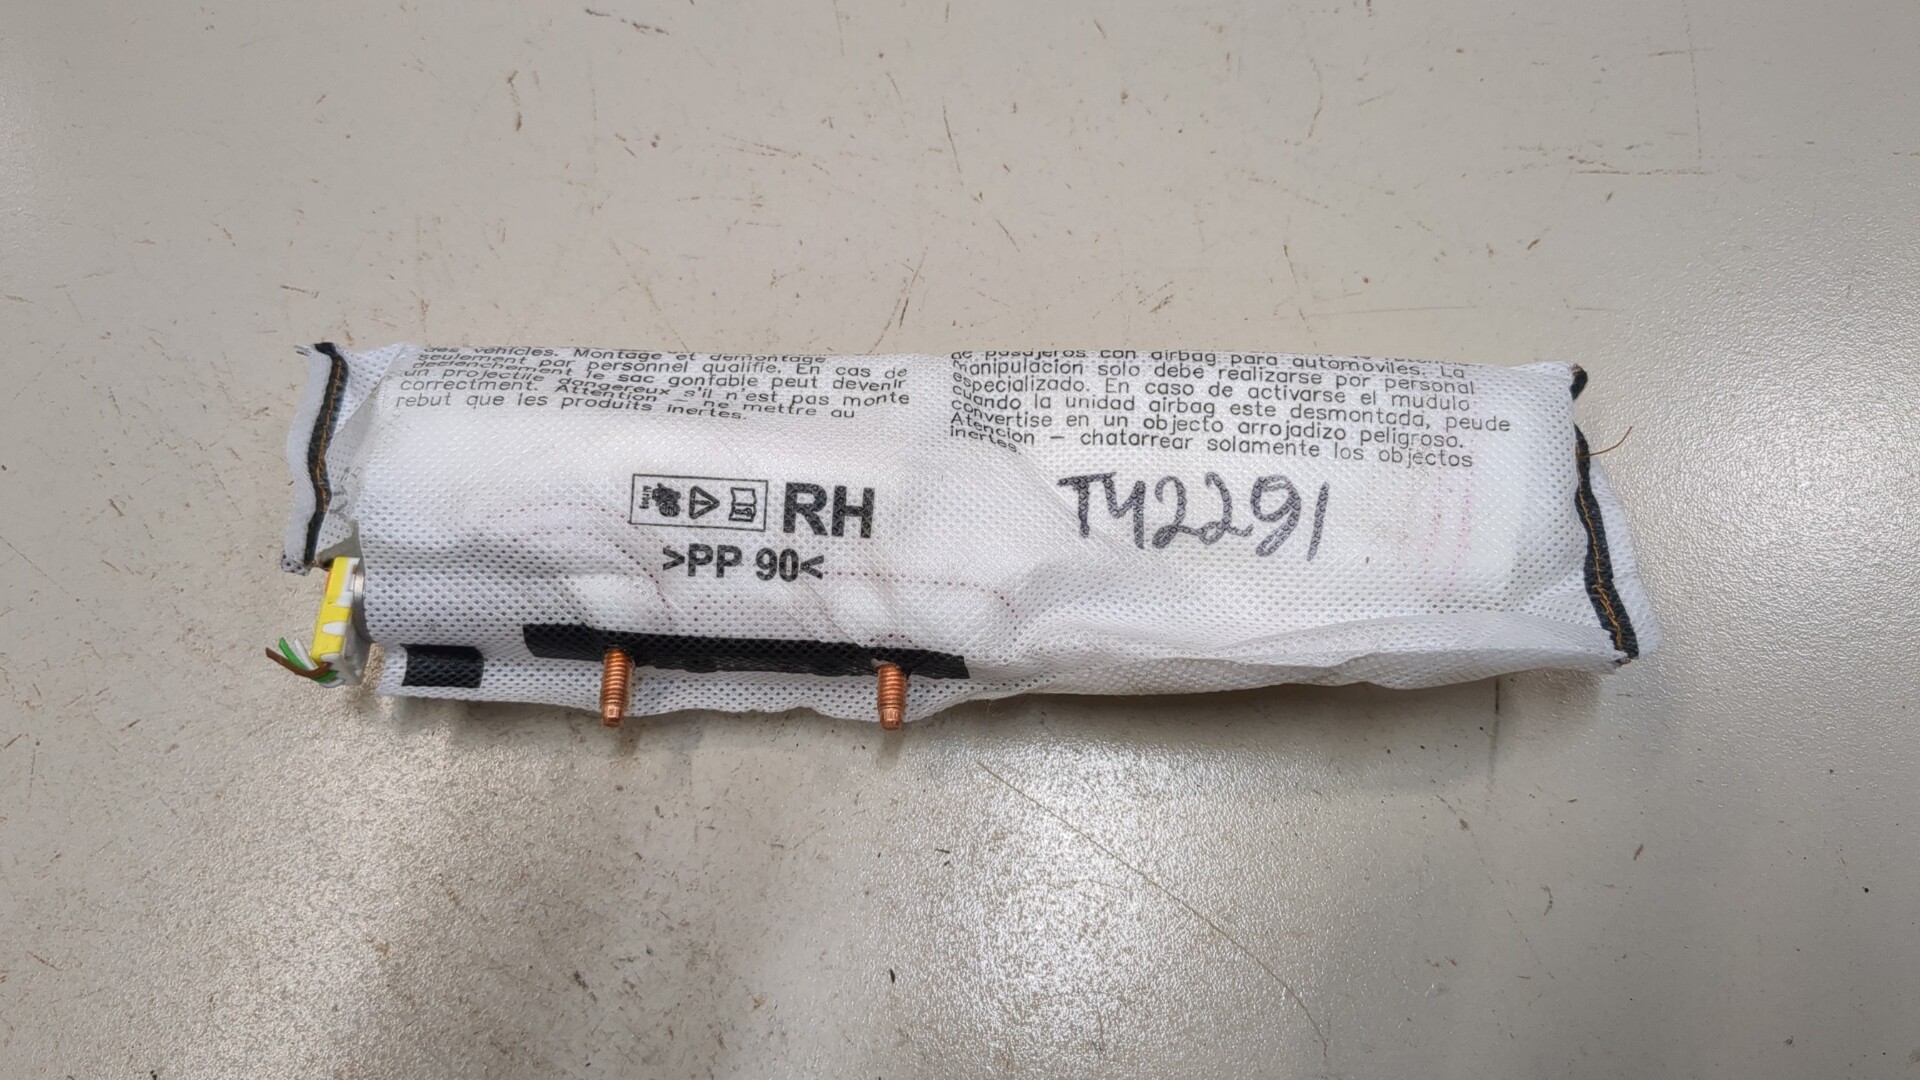 des vehicles. Montage et demontage
seulement par personnel qualifie. En cas de
declenchement le sac gonfable peut devenir
un projectile dangereux s'il n'est pas monte
correctment. Attention – ne mettre au
rebut que les produits inertes.
de pasajeros con airbag para automoviles. La
manipulacion solo debe realizarse por personal
especializado. En caso de activarse el mudulo
cuando la unidad airbag este desmontada, peude
convertise en un objecto arrojadizo peligroso.
Atencion – chatarrear solamente los objectos
inertes.
RH
>PP 90<
T42291